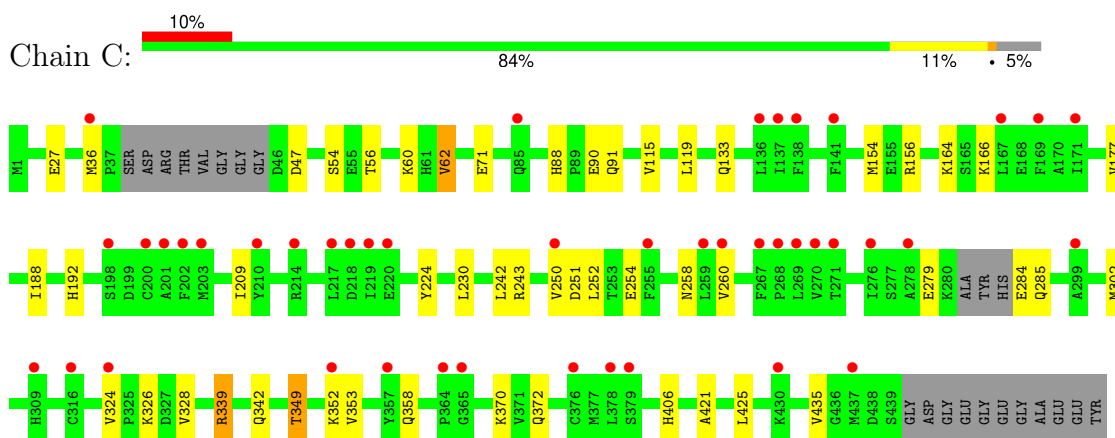 10%
Chain C:
84% 11% • 5%
M1 E27 M36 P37 SER ASP ARG THR VAL GLY GLY GLY D46 D47 S54 E55 T56 K60 H61 V62 E71 Q85 H88 P89 E90 Q91 V115 L119 Q133 L136 I137 F138 F141 M154 E155 R156 K164 S165 K166 L167 E168 F169 A170 I171 V177
I188 H192 S198 D199 C200 A201 F202 M203 I209 Y210 R214 L217 D218 I219 E220 Y224 L230 L242 R243 V250 D251 L252 T253 E254 F255 N258 L259 V260 F267 P268 L269 V270 T271 I276 S277 A278 E279 K280 ALA TYR HIS E284 Q285 A299 M302
H309 C316 V324 P325 K326 D327 V328 R339 Q342 T349 K352 V353 Y357 Q358 P364 G365 K370 V371 Q372 C376 M377 L378 S379 H406 A421 L425 K430 V435 G436 M437 D438 S439 GLY ASP GLY GLU GLY GLU GLY ALA GLU GLU TYR